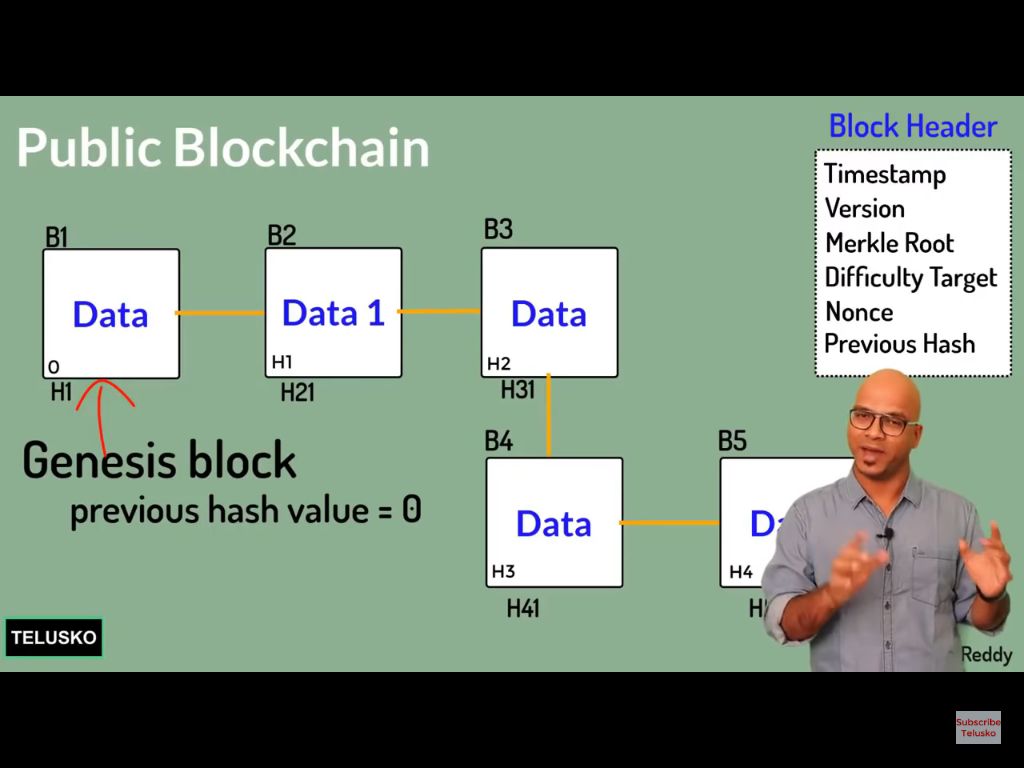 Public Blockchain
Block Header
Timestamp
Version
Merkle Root
Difficulty Target
Nonce
Previous Hash
B1
B2
B3
Data
Data 1
Data
0
H1
H2
H1
H21
H31
Genesis block
previous hash value = 0
B4
B5
Data
H3
H4
H41
TELUSKO
Reddy
Subscribe
Telusko